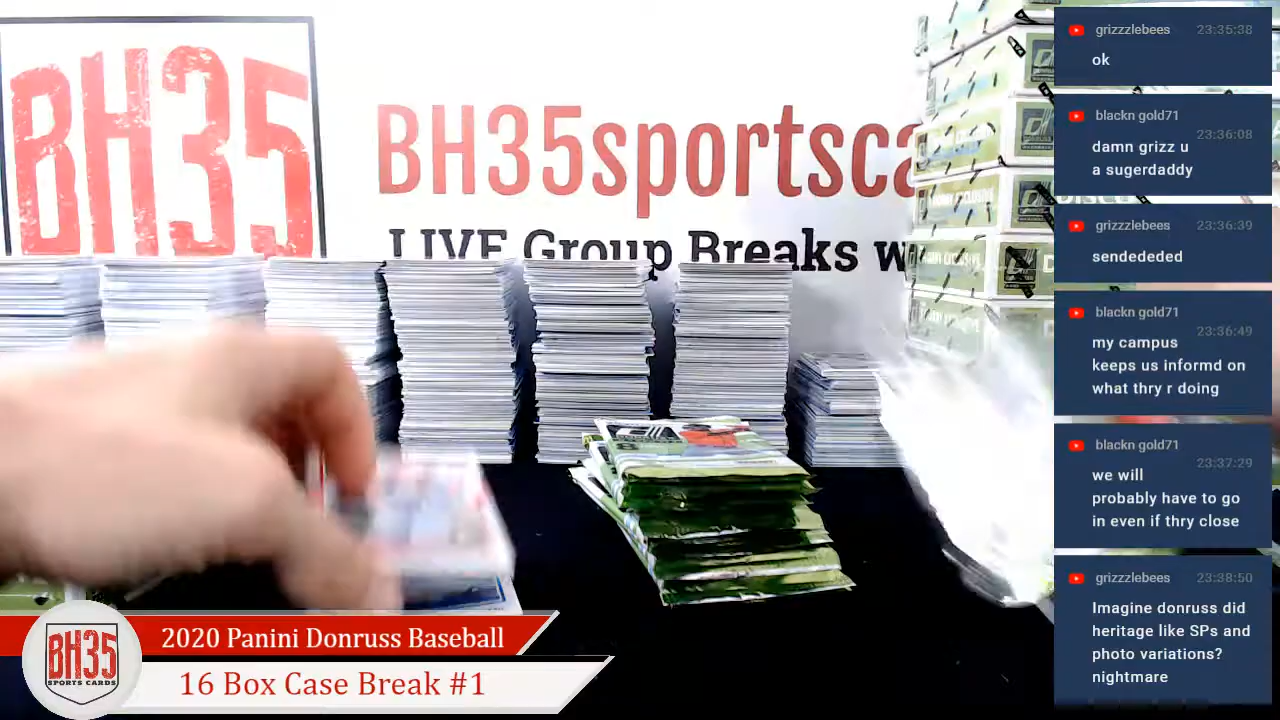 BH35
BH35sportsca
LIVE Group Breaks w
grizzzlebees 23:35:38
ok
blackn gold71 23:36:08
damn grizz u
a sugerdaddy
grizzzlebees 23:36:39
sendededed
blackn gold71 23:36:49
my campus
keeps us informd on
what thry r doing
blackn gold71 23:37:29
we will
probably have to go
in even if thry close
grizzzlebees 23:38:50
Imagine donruss did
heritage like SPs and
photo variations?
nightmare
BH35
SPORTS CARDS
2020 Panini Donruss Baseball
16 Box Case Break #1